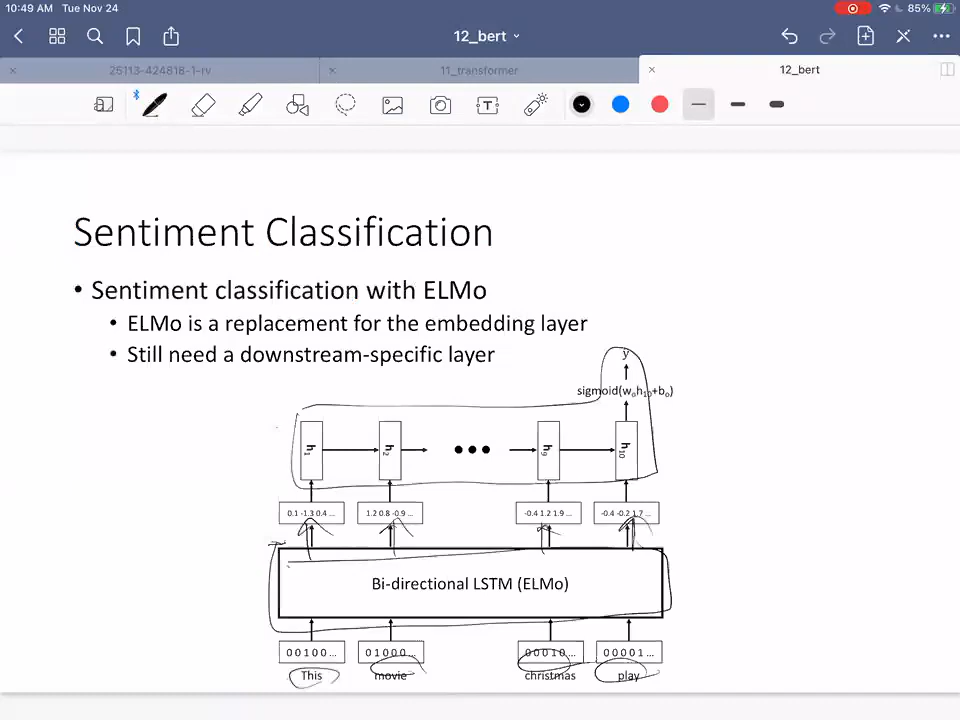 10:49 AM Tue Nov 24
85%
12_bert
25113-424818-1-rv
11_transformer
12_bert
Sentiment Classification
• Sentiment classification with ELMo
• ELMo is a replacement for the embedding layer
• Still need a downstream-specific layer
y
sigmoid(w₀h₁₀+b₀)
h₁ h₂ ••• h₉ h₁₀
0.1 -1.3 0.4 ... 1.2 0.8 -0.9 ... -0.4 1.2 1.9 ... -0.4 -0.2 1.7 ...
Bi-directional LSTM (ELMo)
0 0 1 0 0 ... 0 1 0 0 0 ... 0 0 0 1 0 ... 0 0 0 0 1 ...
This movie christmas play